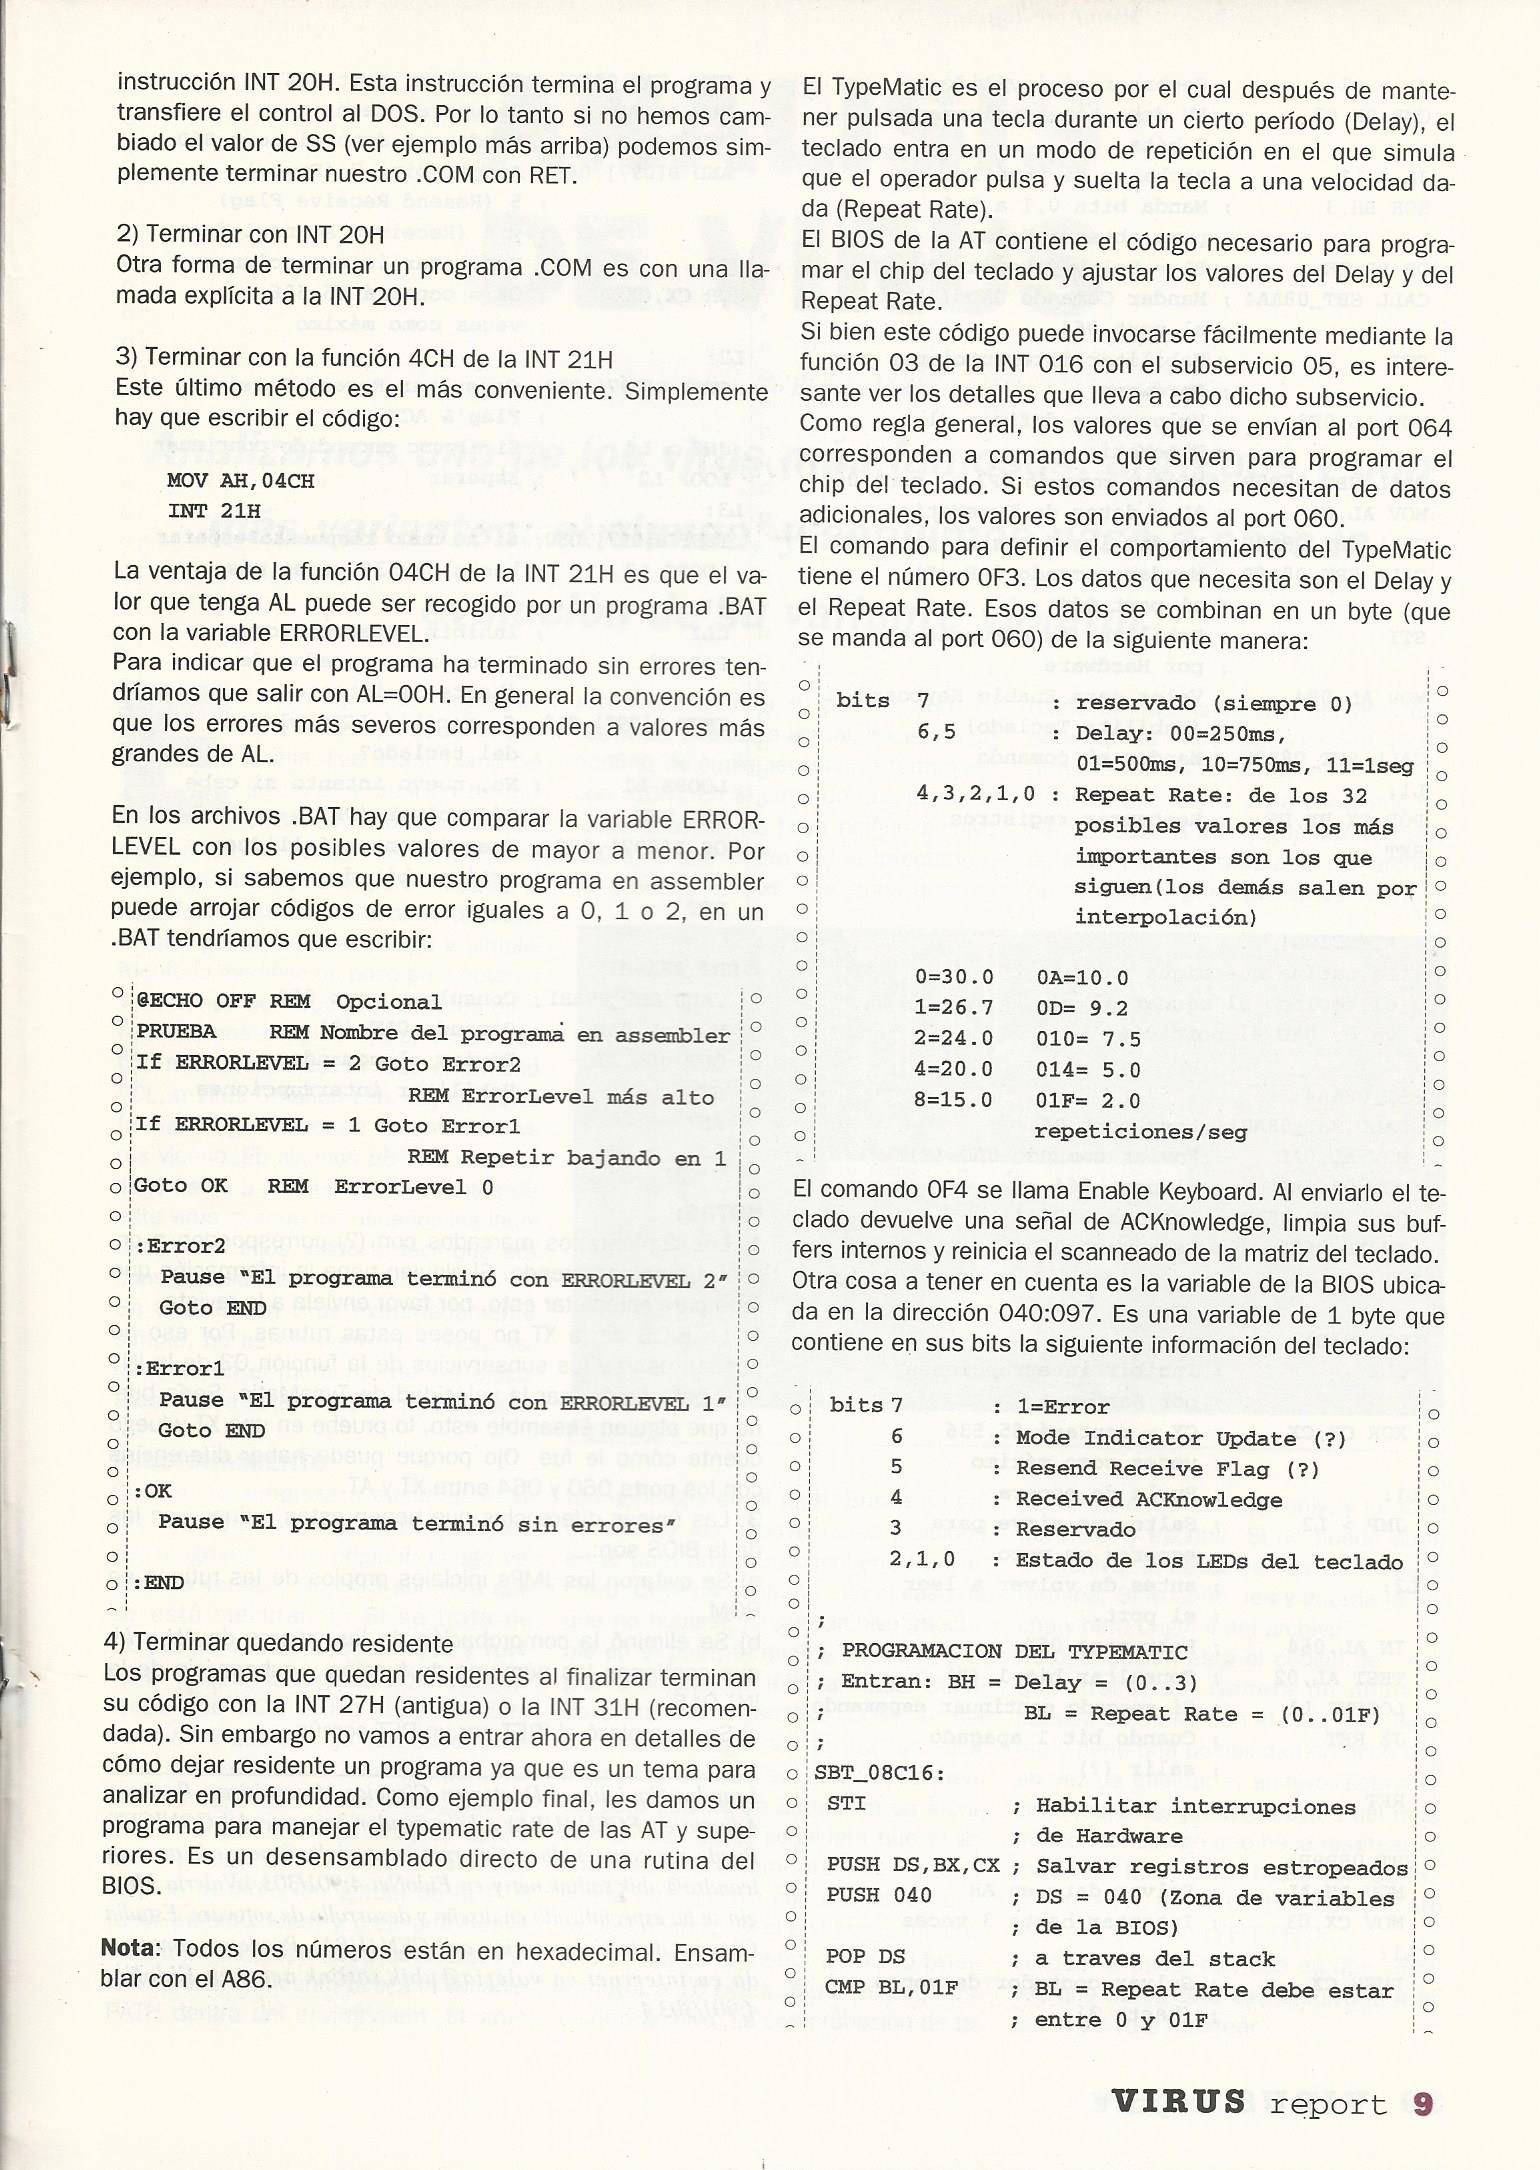 instrucción INT 20H. Esta instrucción termina el programa y
transfiere el control al DOS. Por lo tanto si no hemos cam-
biado el valor de SS (ver ejemplo más arriba) podemos sim-
plemente terminar nuestro .COM con RET.
2) Terminar con INT 20H
Otra forma de terminar un programa .COM es con una lla-
mada explícita a la INT 20H.
3) Terminar con la función 4CH de la INT 21H
Este último método es el más conveniente. Simplemente
hay que escribir el código:
MOV AH,04CH
INT 21H
La ventaja de la función 04CH de la INT 21H es que el va-
lor que tenga AL puede ser recogido por un programa .BAT
con la variable ERRORLEVEL.
Para indicar que el programa ha terminado sin errores ten-
dríamos que salir con AL=00H. En general la convención es
que los errores más severos corresponden a valores más
grandes de AL.
En los archivos .BAT hay que comparar la variable ERROR-
LEVEL con los posibles valores de mayor a menor. Por
ejemplo, si sabemos que nuestro programa en assembler
puede arrojar códigos de error iguales a 0, 1 o 2, en un
.BAT tendríamos que escribir:
@ECHO OFF REM Opcional
PRUEBA REM Nombre del programa en assembler
If ERRORLEVEL = 2 Goto Error2
REM ErrorLevel más alto
If ERRORLEVEL = 1 Goto Error1
REM Repetir bajando en 1
Goto OK REM ErrorLevel 0
:Error2
Pause "El programa terminó con ERRORLEVEL 2"
Goto END
:Error1
Pause "El programa terminó con ERRORLEVEL 1"
Goto END
:OK
Pause "El programa terminó sin errores"
:END
4) Terminar quedando residente
Los programas que quedan residentes al finalizar terminan
su código con la INT 27H (antigua) o la INT 31H (recomen-
dada). Sin embargo no vamos a entrar ahora en detalles de
cómo dejar residente un programa ya que es un tema para
analizar en profundidad. Como ejemplo final, les damos un
programa para manejar el typematic rate de las AT y supe-
riores. Es un desensamblado directo de una rutina del
BIOS.
Nota: Todos los números están en hexadecimal. Ensam-
blar con el A86.
El TypeMatic es el proceso por el cual después de mante-
ner pulsada una tecla durante un cierto período (Delay), el
teclado entra en un modo de repetición en el que simula
que el operador pulsa y suelta la tecla a una velocidad da-
da (Repeat Rate).
El BIOS de la AT contiene el código necesario para progra-
mar el chip del teclado y ajustar los valores del Delay y del
Repeat Rate.
Si bien este código puede invocarse fácilmente mediante la
función 03 de la INT 016 con el subservicio 05, es intere-
sante ver los detalles que lleva a cabo dicho subservicio.
Como regla general, los valores que se envían al port 064
corresponden a comandos que sirven para programar el
chip del teclado. Si estos comandos necesitan de datos
adicionales, los valores son enviados al port 060.
El comando para definir el comportamiento del TypeMatic
tiene el número 0F3. Los datos que necesita son el Delay y
el Repeat Rate. Esos datos se combinan en un byte (que
se manda al port 060) de la siguiente manera:
bits 7 : reservado (siempre 0)
6,5 : Delay: 00=250ms,
01=500ms, 10=750ms, 11=1seg
4,3,2,1,0 : Repeat Rate: de los 32
posibles valores los más
importantes son los que
siguen(los demás salen por
interpolación)
0=30.0 0A=10.0
1=26.7 0D= 9.2
2=24.0 010= 7.5
4=20.0 014= 5.0
8=15.0 01F= 2.0
repeticiones/seg
El comando 0F4 se llama Enable Keyboard. Al enviarlo el te-
clado devuelve una señal de ACKnowledge, limpia sus buf-
fers internos y reinicia el scanneado de la matriz del teclado.
Otra cosa a tener en cuenta es la variable de la BIOS ubica-
da en la dirección 040:097. Es una variable de 1 byte que
contiene en sus bits la siguiente información del teclado:
bits 7 : 1=Error
6 : Mode Indicator Update (?)
5 : Resend Receive Flag (?)
4 : Received ACKnowledge
3 : Reservado
2,1,0 : Estado de los LEDs del teclado
;
; PROGRAMACION DEL TYPEMATIC
; Entran: BH = Delay = (0..3)
; BL = Repeat Rate = (0..01F)
;
SBT_08C16:
STI ; Habilitar interrupciones
; de Hardware
PUSH DS,BX,CX ; Salvar registros estropeados
PUSH 040 ; DS = 040 (Zona de variables
; de la BIOS)
POP DS ; a traves del stack
CMP BL,01F ; BL = Repeat Rate debe estar
; entre 0 y 01F
VIRUS report 9